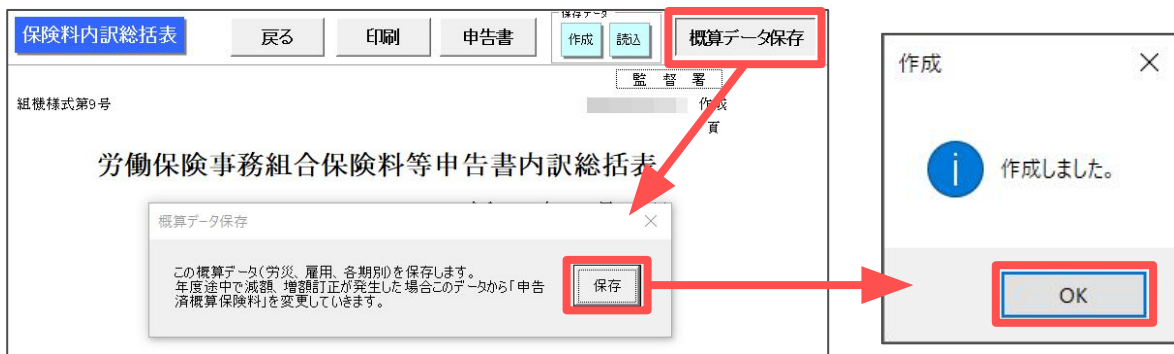 保険料内訳総括表
戻る
印刷
申告書
保存データ
作成
読込
概算データ保存
監 督 署
組機様式第9号
作成
頁
労働保険事務組合保険料等申告書内訳総括表
概算データ保存
この概算データ(労災、雇用、各期別)を保存します。
年度途中で減額、増額訂正が発生した場合このデータから「申告
済概算保険料」を変更していきます。
保存
作成
作成しました。
OK